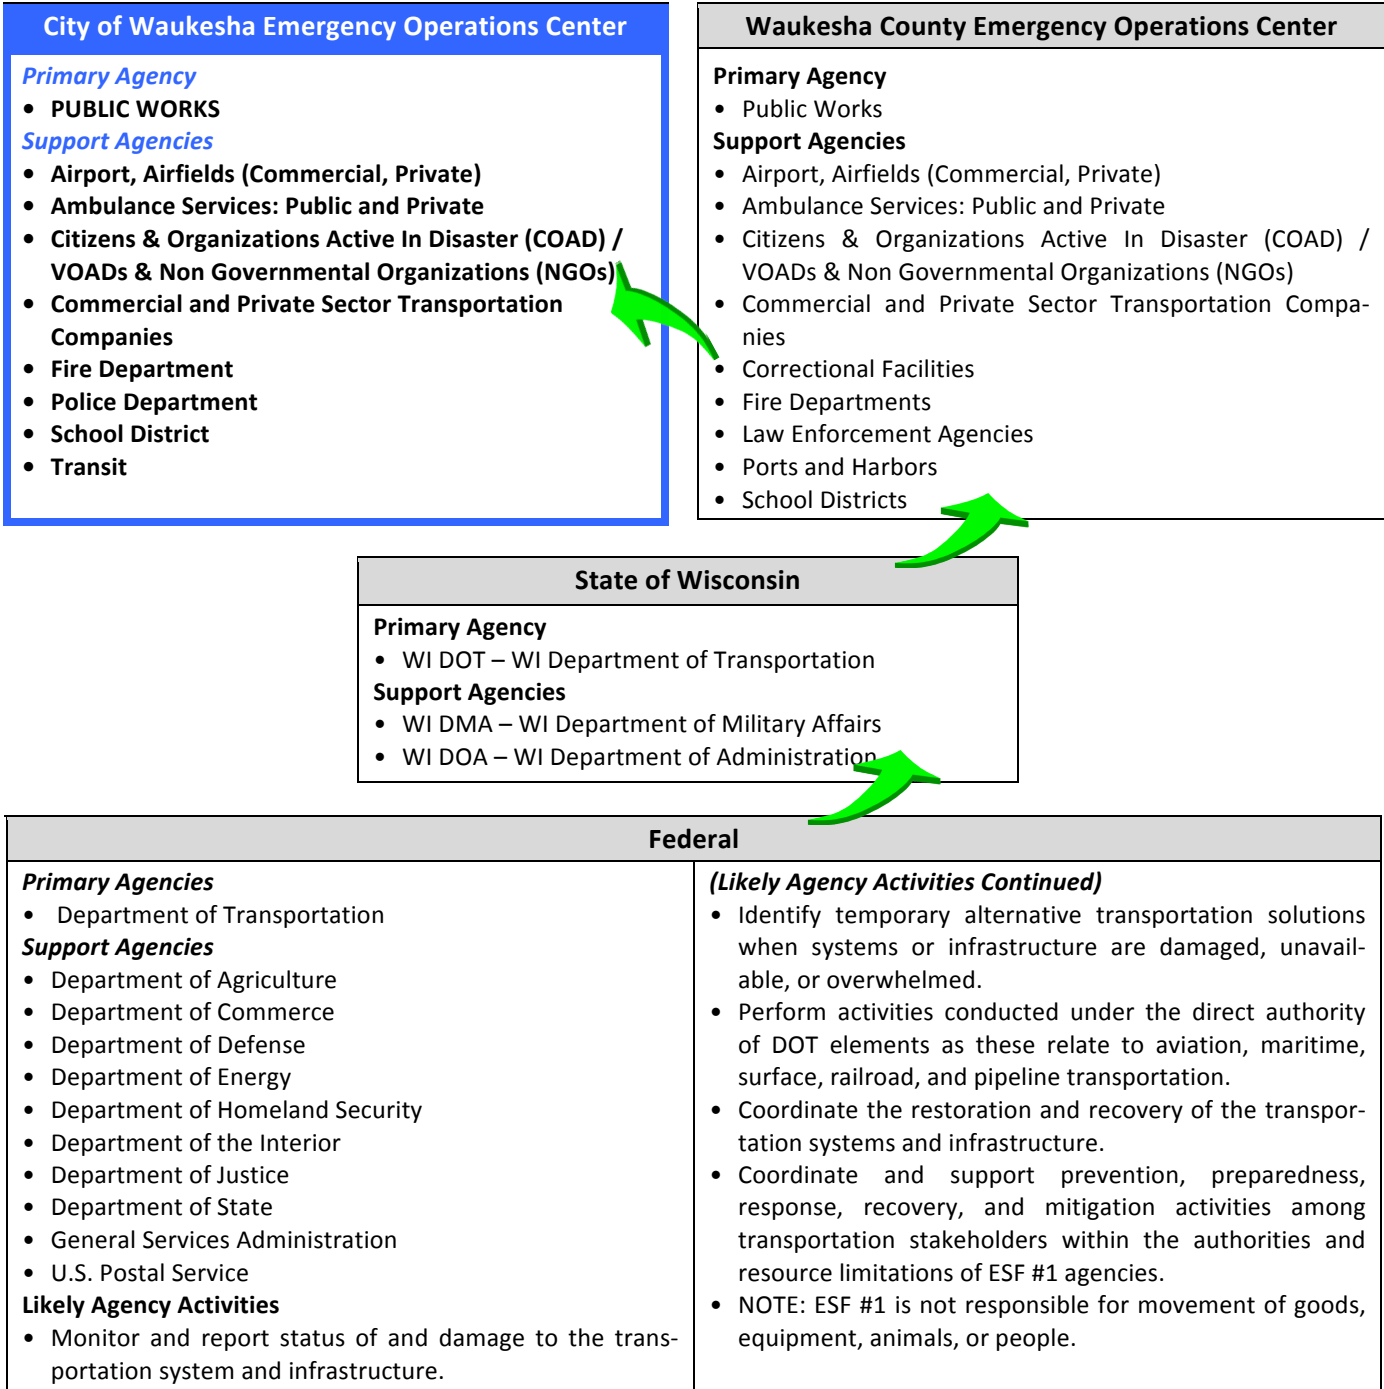 City of Waukesha Emergency Operations Center
Primary Agency
• PUBLIC WORKS
Support Agencies
• Airport, Airfields (Commercial, Private)
• Ambulance Services: Public and Private
• Citizens & Organizations Active In Disaster (COAD) /
VOADs & Non Governmental Organizations (NGOs)
• Commercial and Private Sector Transportation
Companies
• Fire Department
• Police Department
• School District
• Transit
Waukesha County Emergency Operations Center
Primary Agency
• Public Works
Support Agencies
• Airport, Airfields (Commercial, Private)
• Ambulance Services: Public and Private
• Citizens & Organizations Active In Disaster (COAD) /
VOADs & Non Governmental Organizations (NGOs)
• Commercial and Private Sector Transportation Compa-
nies
• Correctional Facilities
• Fire Departments
• Law Enforcement Agencies
• Ports and Harbors
• School Districts
State of Wisconsin
Primary Agency
• WI DOT – WI Department of Transportation
Support Agencies
• WI DMA – WI Department of Military Affairs
• WI DOA – WI Department of Administration
Federal
Primary Agencies
• Department of Transportation
Support Agencies
• Department of Agriculture
• Department of Commerce
• Department of Defense
• Department of Energy
• Department of Homeland Security
• Department of the Interior
• Department of Justice
• Department of State
• General Services Administration
• U.S. Postal Service
Likely Agency Activities
• Monitor and report status of and damage to the trans-
portation system and infrastructure.
(Likely Agency Activities Continued)
• Identify temporary alternative transportation solutions
when systems or infrastructure are damaged, unavail-
able, or overwhelmed.
• Perform activities conducted under the direct authority
of DOT elements as these relate to aviation, maritime,
surface, railroad, and pipeline transportation.
• Coordinate the restoration and recovery of the transpor-
tation systems and infrastructure.
• Coordinate and support prevention, preparedness,
response, recovery, and mitigation activities among
transportation stakeholders within the authorities and
resource limitations of ESF #1 agencies.
• NOTE: ESF #1 is not responsible for movement of goods,
equipment, animals, or people.